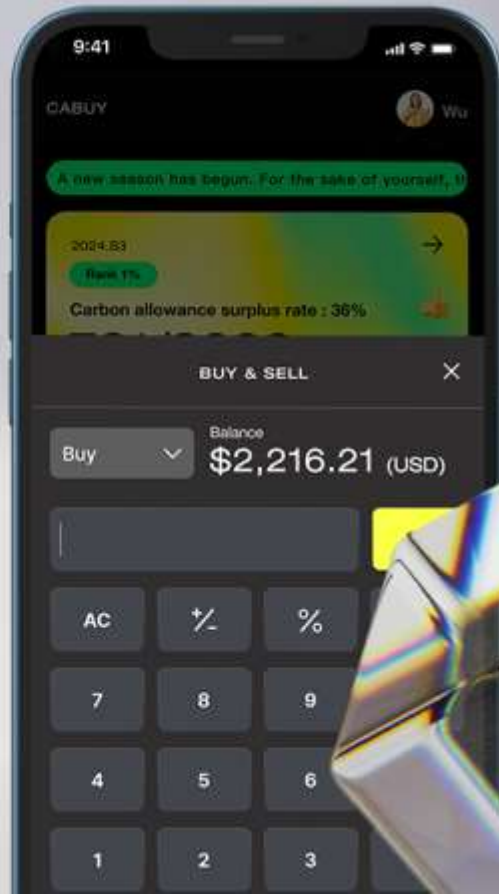 9:41
CABUY
Wu
A new season has begun. For the sake of yourself, th
2024.S3
Rank 1%
Carbon allowance surplus rate : 36%
BUY & SELL
Balance
Buy
$2,216.21 (USD)
AC +/- %
7 8 9
4 5 6
1 2 3